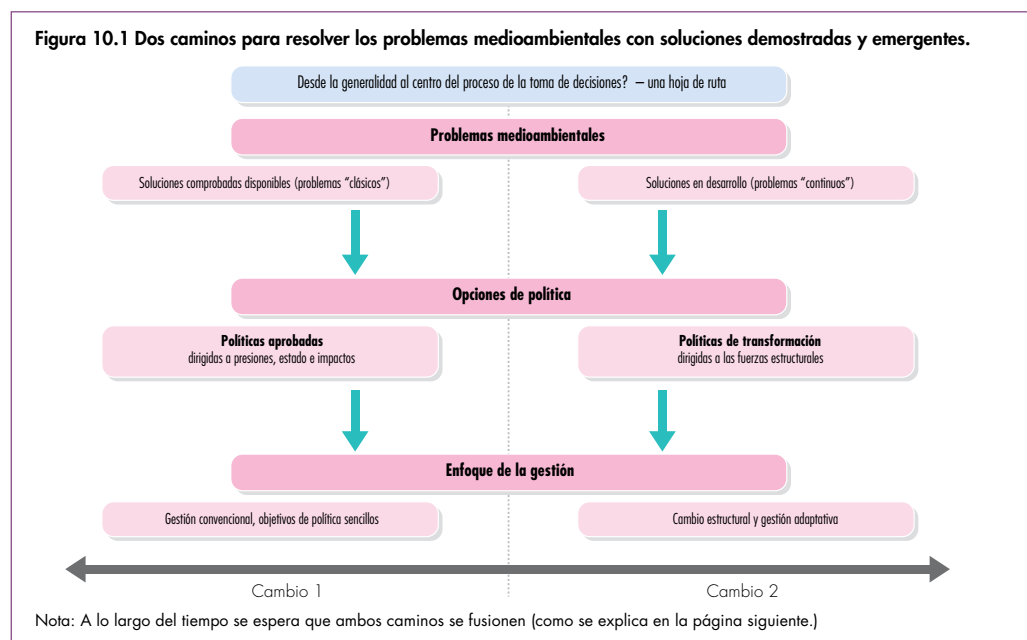 Figura 10.1 Dos caminos para resolver los problemas medioambientales con soluciones demostradas y emergentes.
Desde la generalidad al centro del proceso de la toma de decisiones? – una hoja de ruta
Problemas medioambientales
Soluciones comprobadas disponibles (problemas “clásicos”)
Soluciones en desarrollo (problemas “continuos”)
Opciones de política
Políticas aprobadas
dirigidas a presiones, estado e impactos
Políticas de transformación
dirigidas a las fuerzas estructurales
Enfoque de la gestión
Gestión convencional, objetivos de política sencillos
Cambio estructural y gestión adaptativa
Cambio 1
Cambio 2
Nota: A lo largo del tiempo se espera que ambos caminos se fusionen (como se explica en la página siguiente.)